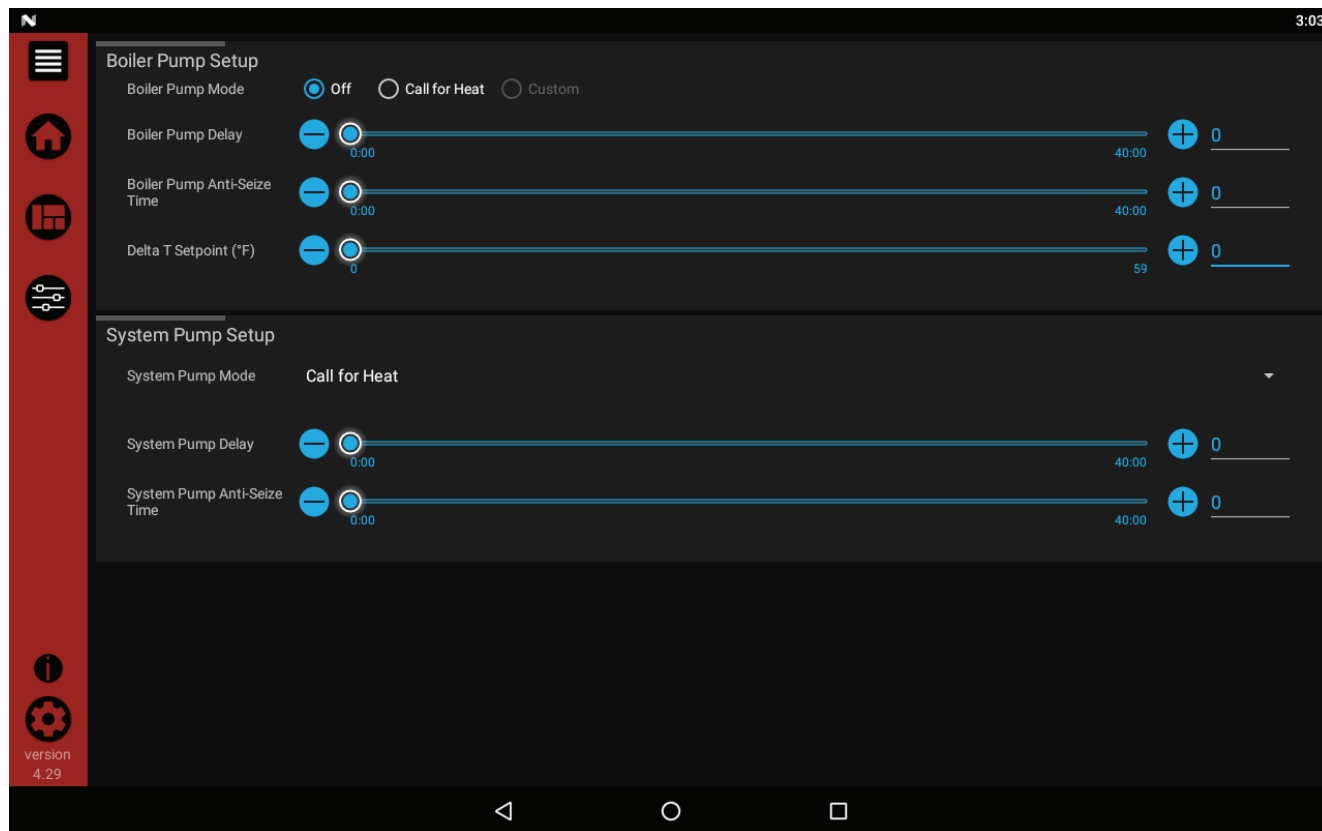 3:03
Boiler Pump Setup
Boiler Pump Mode Off Call for Heat Custom
Boiler Pump Delay 0
0:00 40:00
Boiler Pump Anti-Seize
Time 0
0:00 40:00
Delta T Setpoint (°F) 0
0 59
System Pump Setup
System Pump Mode Call for Heat
System Pump Delay 0
0:00 40:00
System Pump Anti-Seize
Time 0
0:00 40:00
version
4.29